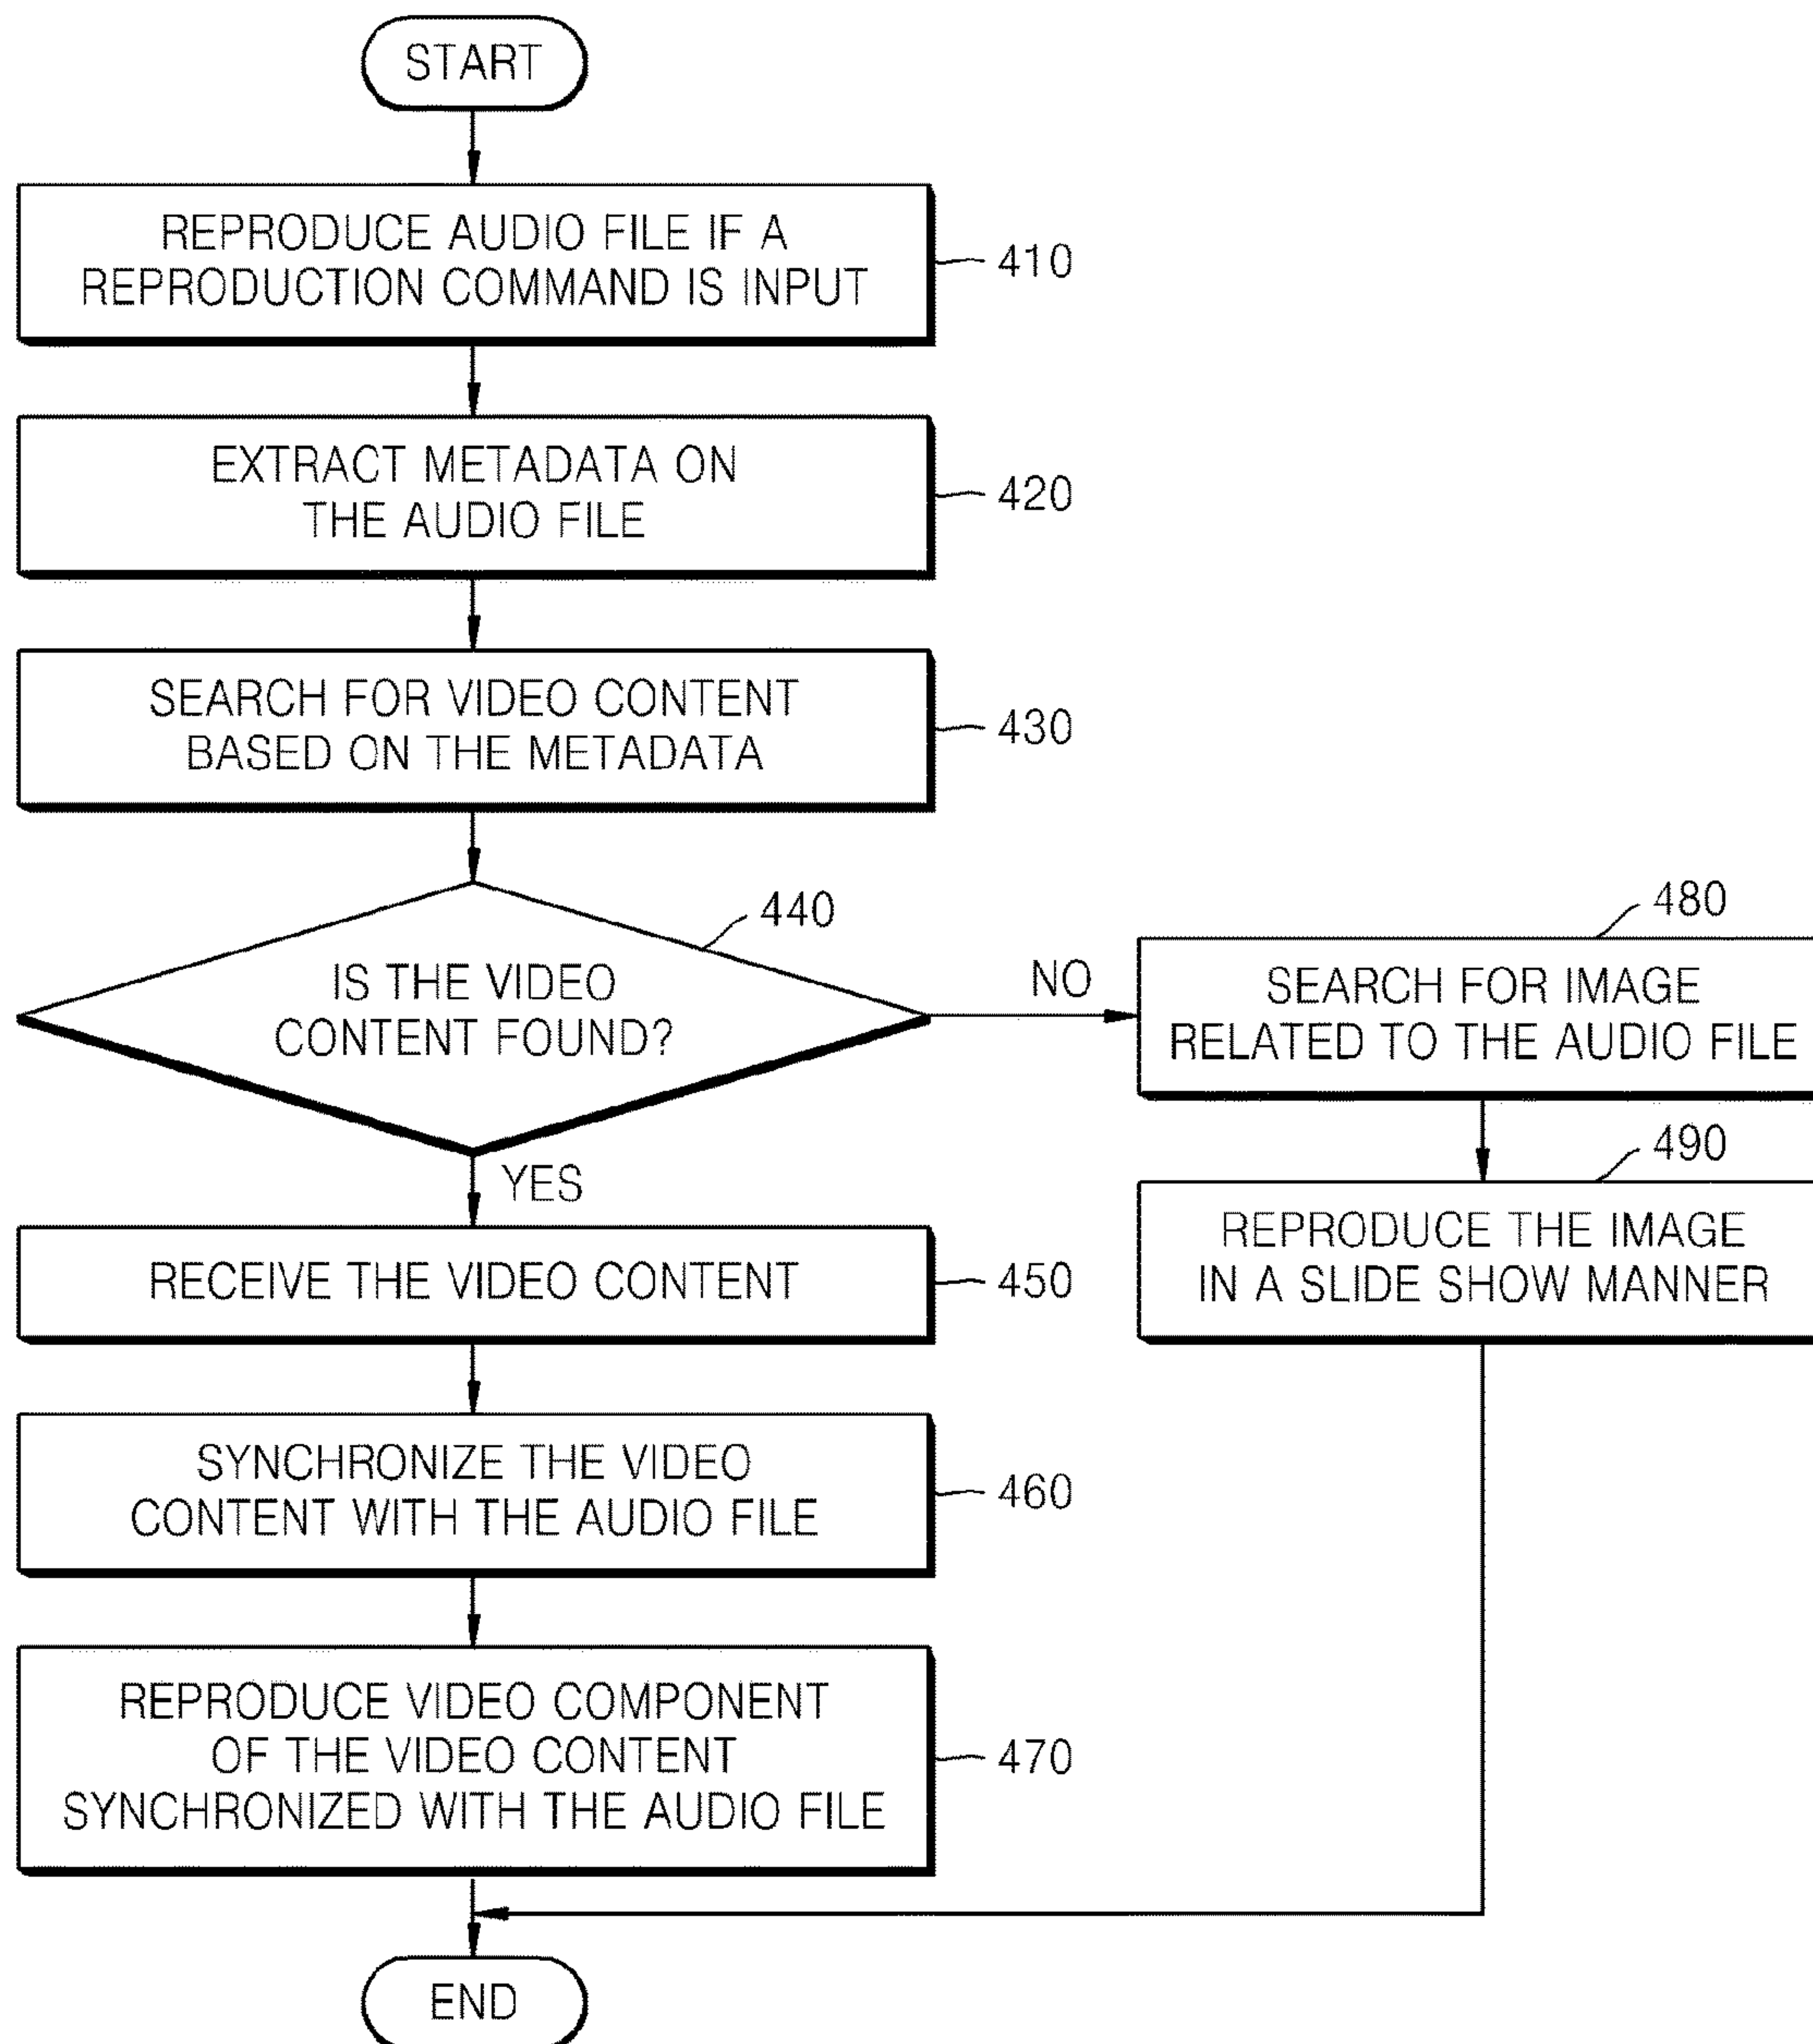 START
REPRODUCE AUDIO FILE IF A
REPRODUCTION COMMAND IS INPUT
410
EXTRACT METADATA ON
THE AUDIO FILE
420
SEARCH FOR VIDEO CONTENT
BASED ON THE METADATA
430
440
IS THE VIDEO
CONTENT FOUND?
NO
480
SEARCH FOR IMAGE
RELATED TO THE AUDIO FILE
490
REPRODUCE THE IMAGE
IN A SLIDE SHOW MANNER
YES
RECEIVE THE VIDEO CONTENT
450
SYNCHRONIZE THE VIDEO
CONTENT WITH THE AUDIO FILE
460
REPRODUCE VIDEO COMPONENT
OF THE VIDEO CONTENT
SYNCHRONIZED WITH THE AUDIO FILE
470
END